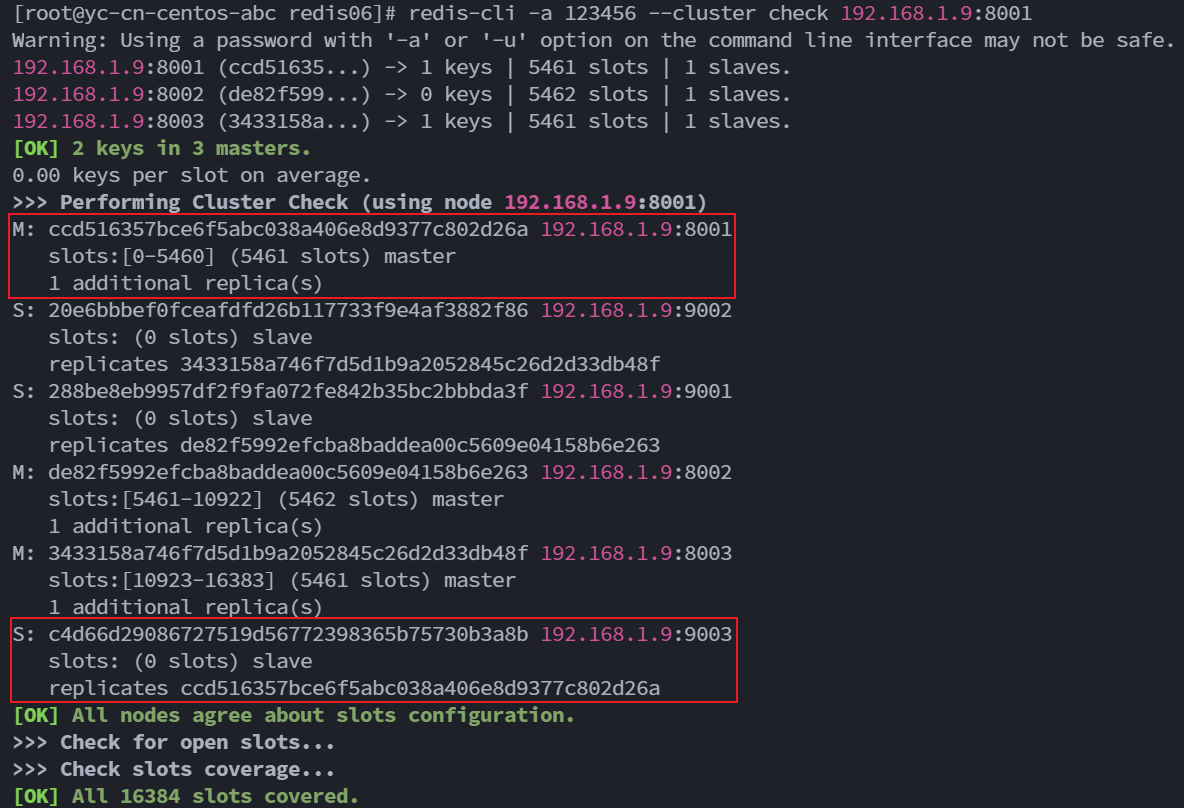 [root@yc-cn-centos-abc redis06]# redis-cli -a 123456 --cluster check 192.168.1.9:8001
Warning: Using a password with '-a' or '-u' option on the command line interface may not be safe.
192.168.1.9:8001 (ccd51635...) -> 1 keys | 5461 slots | 1 slaves.
192.168.1.9:8002 (de82f599...) -> 0 keys | 5462 slots | 1 slaves.
192.168.1.9:8003 (3433158a...) -> 1 keys | 5461 slots | 1 slaves.
[OK] 2 keys in 3 masters.
0.00 keys per slot on average.
>>> Performing Cluster Check (using node 192.168.1.9:8001)
M: ccd516357bce6f5abc038a406e8d9377c802d26a 192.168.1.9:8001
   slots:[0-5460] (5461 slots) master
   1 additional replica(s)
S: 20e6bbbef0fceafdfd26b117733f9e4af3882f86 192.168.1.9:9002
   slots: (0 slots) slave
   replicates 3433158a746f7d5d1b9a2052845c26d2d33db48f
S: 288be8eb9957df2f9fa072fe842b35bc2bbbda3f 192.168.1.9:9001
   slots: (0 slots) slave
   replicates de82f5992efcba8baddea00c5609e04158b6e263
M: de82f5992efcba8baddea00c5609e04158b6e263 192.168.1.9:8002
   slots:[5461-10922] (5462 slots) master
   1 additional replica(s)
M: 3433158a746f7d5d1b9a2052845c26d2d33db48f 192.168.1.9:8003
   slots:[10923-16383] (5461 slots) master
   1 additional replica(s)
S: c4d66d29086727519d56772398365b75730b3a8b 192.168.1.9:9003
   slots: (0 slots) slave
   replicates ccd516357bce6f5abc038a406e8d9377c802d26a
[OK] All nodes agree about slots configuration.
>>> Check for open slots...
>>> Check slots coverage...
[OK] All 16384 slots covered.